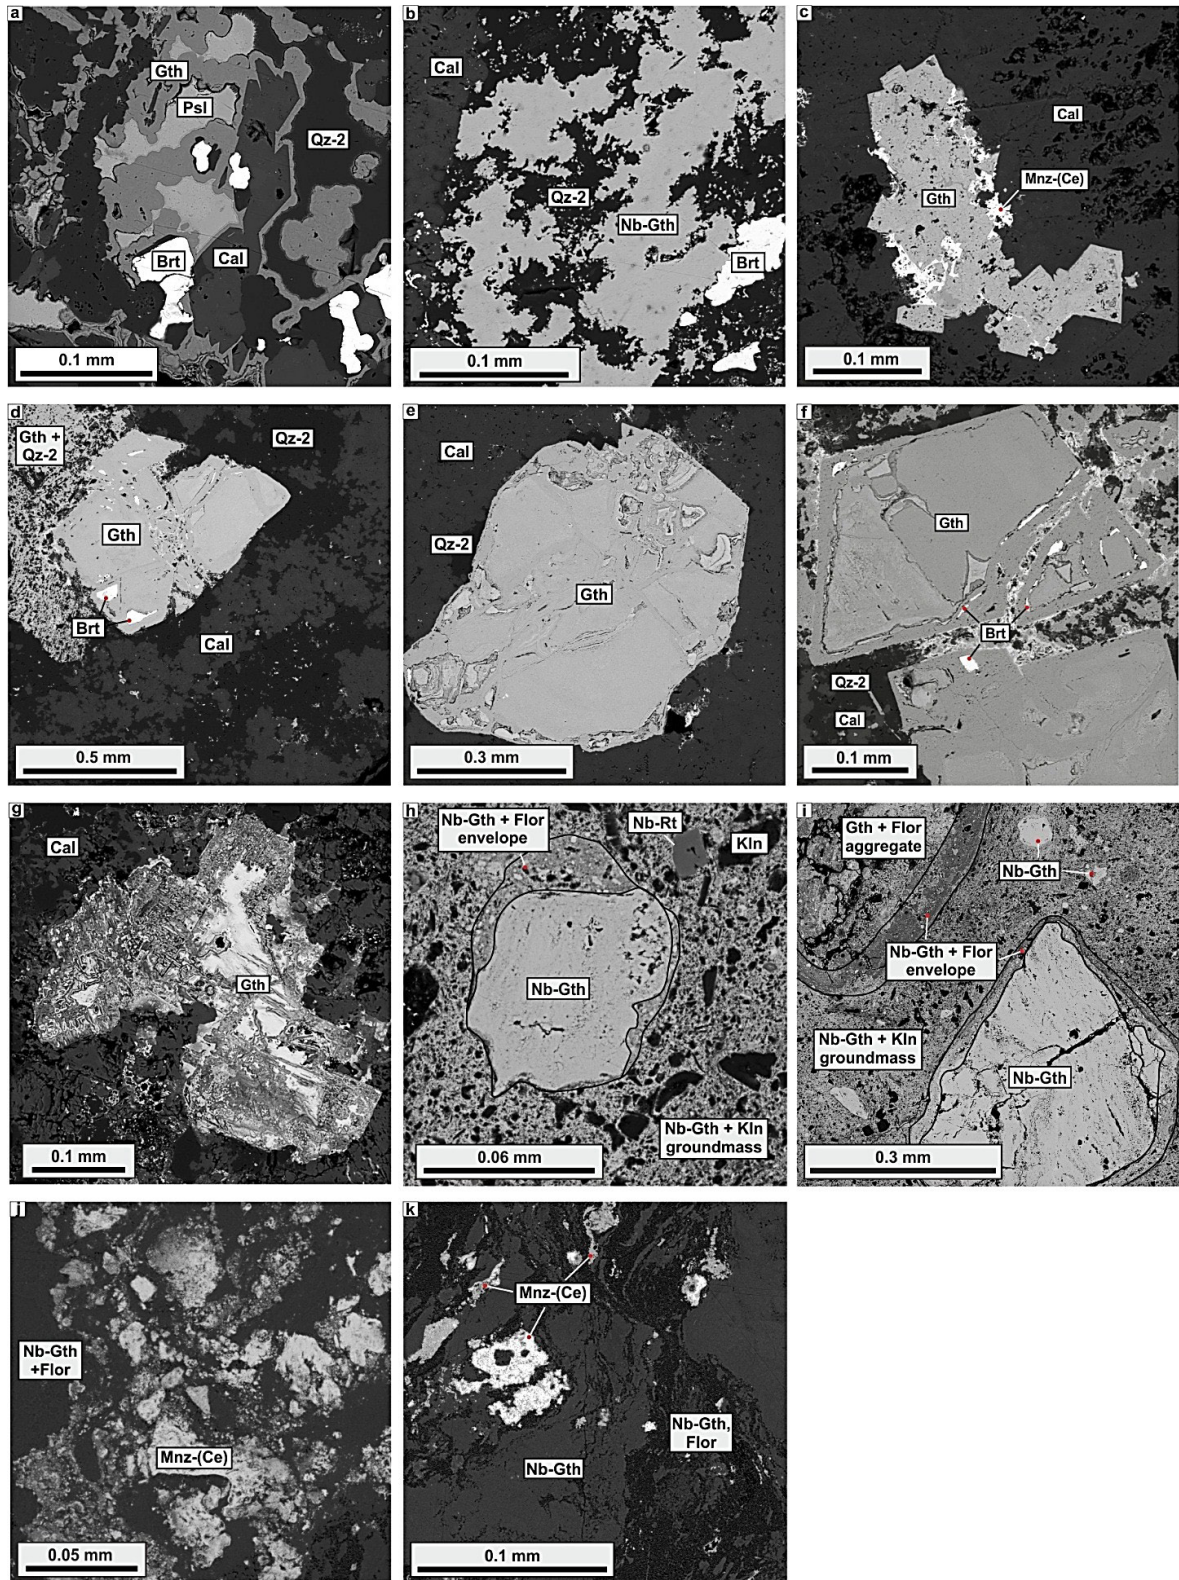 a
Gth
Psl
Qz-2
Brt
Cal
0.1 mm
b
Cal
Qz-2
Nb-Gth
Brt
0.1 mm
c
Cal
Mnz-(Ce)
Gth
0.1 mm
d
Gth +
Qz-2
Qz-2
Gth
Brt
Cal
0.5 mm
e
Cal
Qz-2
Gth
0.3 mm
f
Gth
Brt
Qz-2
Cal
0.1 mm
g
Cal
Gth
0.1 mm
h
Nb-Gth + Flor
envelope
Nb-Rt
Kln
Nb-Gth
Nb-Gth + Kln
groundmass
0.06 mm
i
Gth + Flor
aggregate
Nb-Gth
Nb-Gth + Flor
envelope
Nb-Gth + Kln
groundmass
Nb-Gth
0.3 mm
j
Nb-Gth
+Flor
Mnz-(Ce)
0.05 mm
k
Mnz-(Ce)
Nb-Gth,
Flor
Nb-Gth
0.1 mm